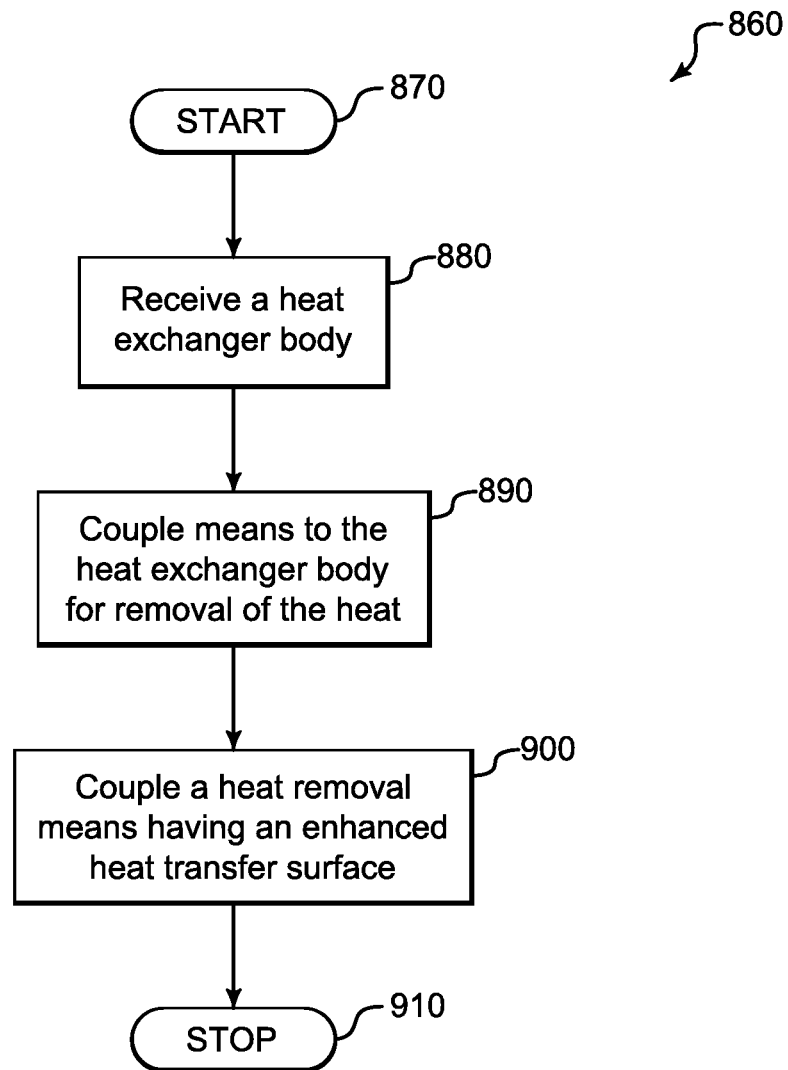 860
START
870
Receive a heat
exchanger body
880
Couple means to the
heat exchanger body
for removal of the heat
890
Couple a heat removal
means having an enhanced
heat transfer surface
900
STOP
910